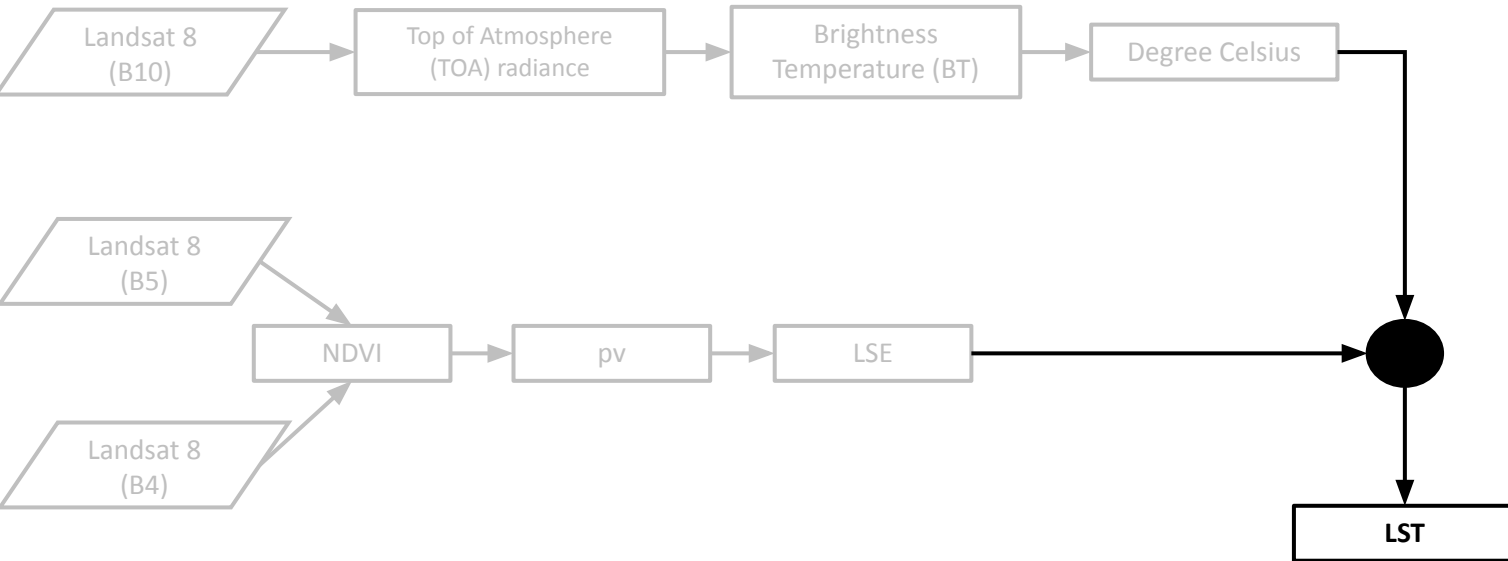 Landsat 8
(B10)
Top of Atmosphere
(TOA) radiance
Brightness
Temperature (BT)
Degree Celsius
Landsat 8
(B5)
NDVI
pv
LSE
Landsat 8
(B4)
LST